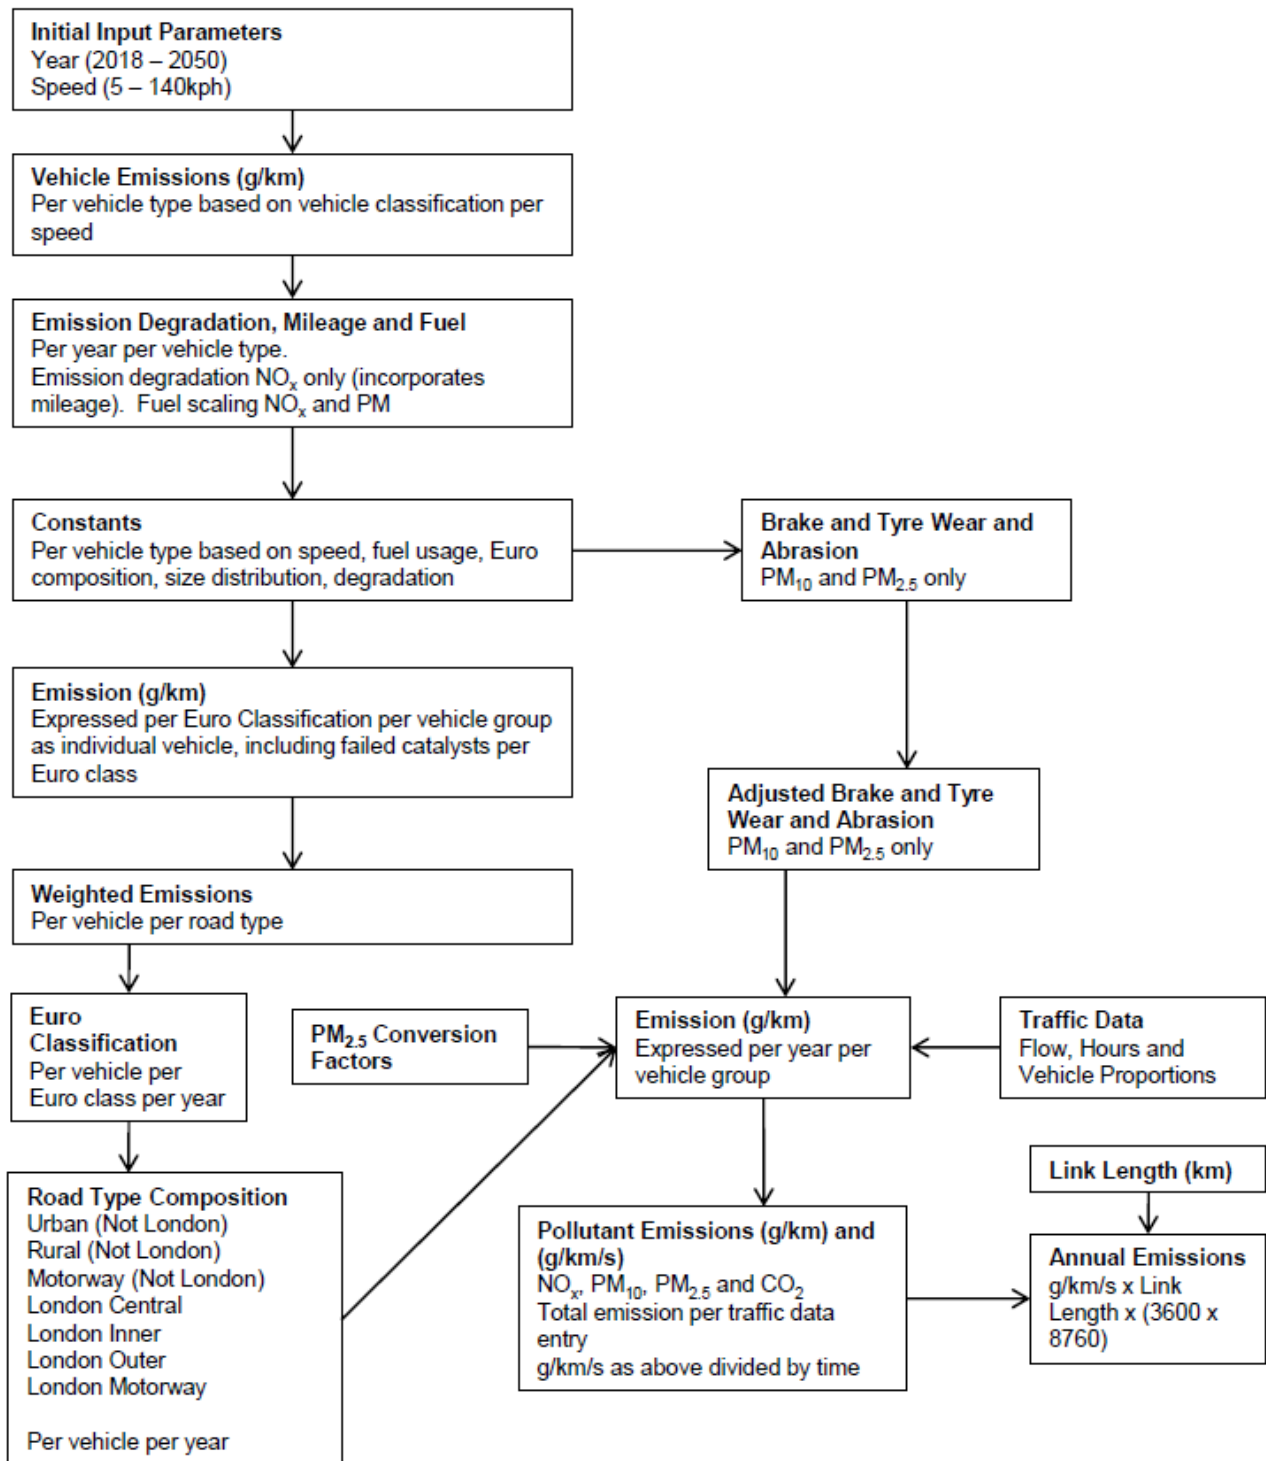 Initial Input Parameters
Year (2018 – 2050)
Speed (5 – 140kph)
Vehicle Emissions (g/km)
Per vehicle type based on vehicle classification per
speed
Emission Degradation, Mileage and Fuel
Per year per vehicle type.
Emission degradation NOx only (incorporates
mileage).  Fuel scaling NOx and PM
Constants
Per vehicle type based on speed, fuel usage, Euro
composition, size distribution, degradation
Brake and Tyre Wear and
Abrasion
PM10 and PM2.5 only
Emission (g/km)
Expressed per Euro Classification per vehicle group
as individual vehicle, including failed catalysts per
Euro class
Adjusted Brake and Tyre
Wear and Abrasion
PM10 and PM2.5 only
Weighted Emissions
Per vehicle per road type
Euro
Classification
Per vehicle per
Euro class per year
PM2.5 Conversion
Factors
Emission (g/km)
Expressed per year per
vehicle group
Traffic Data
Flow, Hours and
Vehicle Proportions
Road Type Composition
Urban (Not London)
Rural (Not London)
Motorway (Not London)
London Central
London Inner
London Outer
London Motorway
Per vehicle per year
Pollutant Emissions (g/km) and
(g/km/s)
NOx, PM10, PM2.5 and CO2
Total emission per traffic data
entry
g/km/s as above divided by time
Link Length (km)
Annual Emissions
g/km/s x Link
Length x (3600 x
8760)